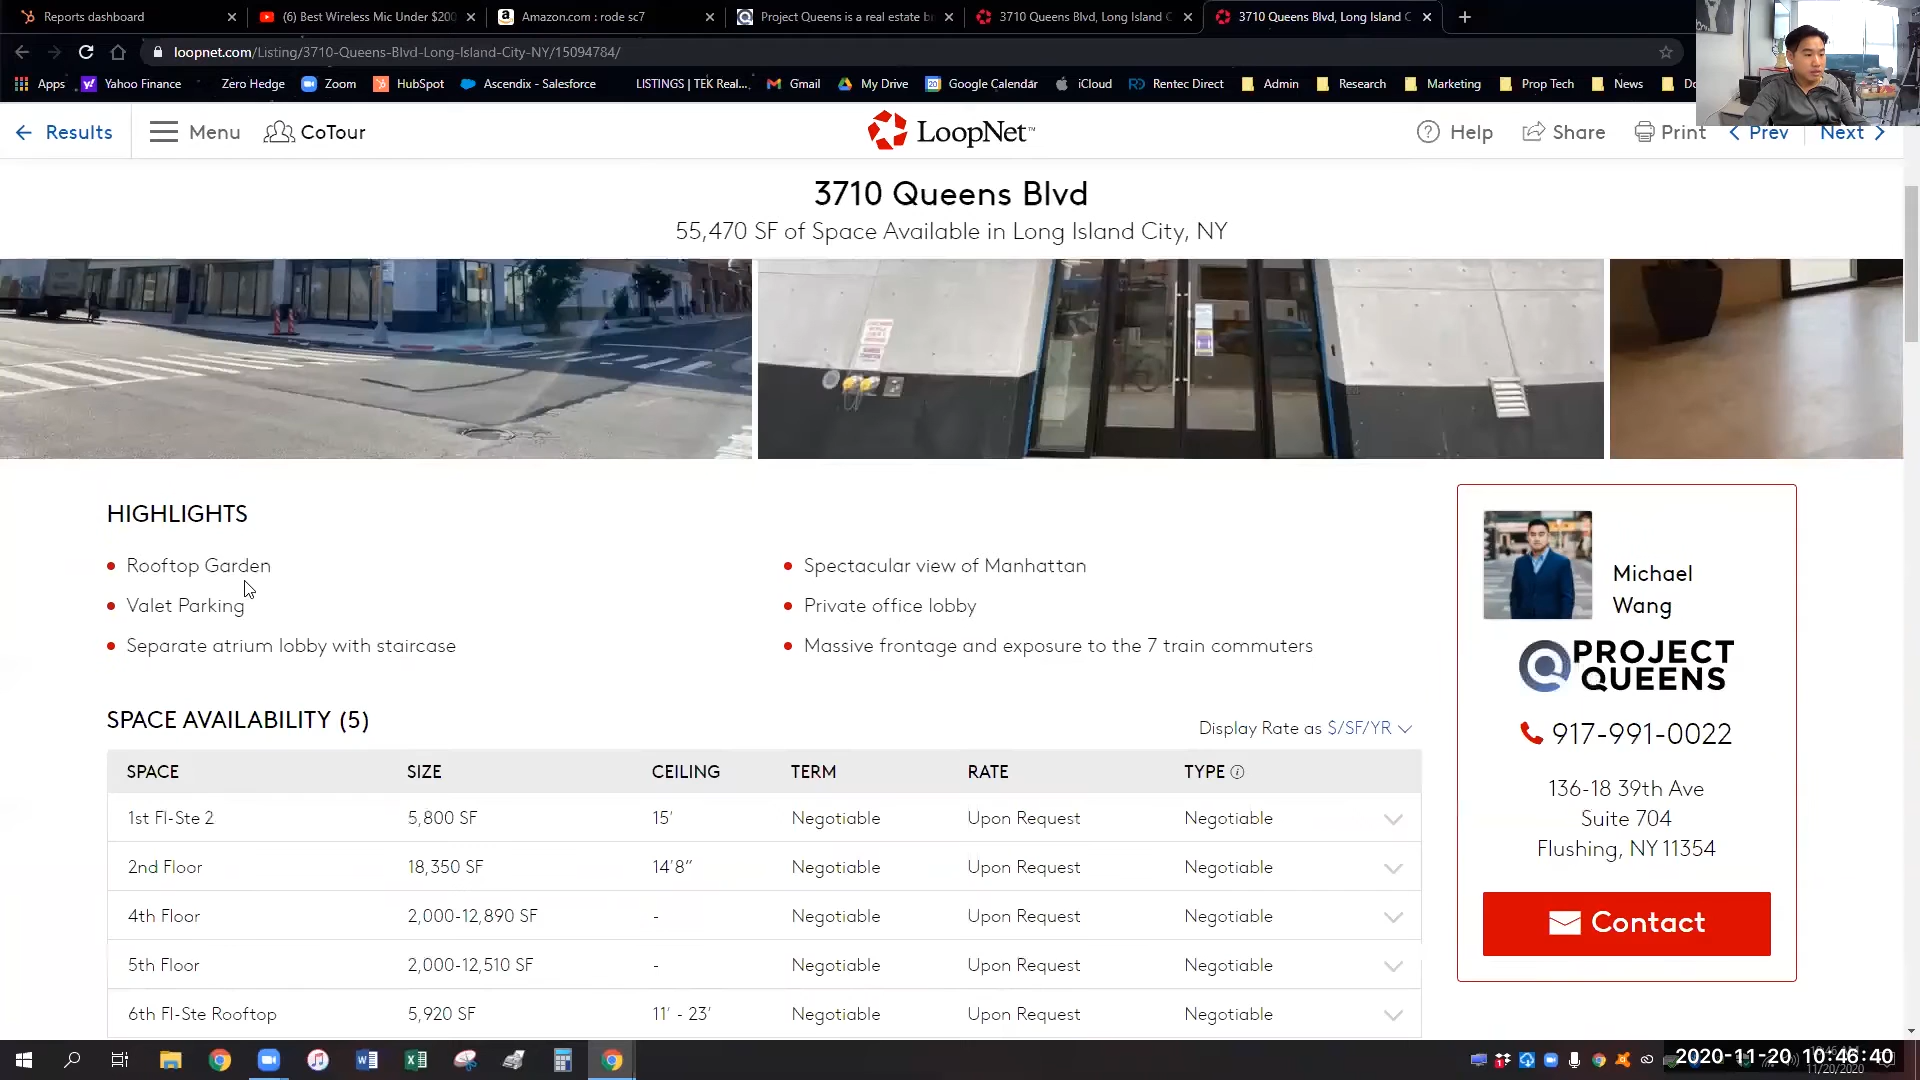 Reports dashboard
(6) Best Wireless Mic Under $200
Amazon.com : rode sc7
Project Queens is a real estate br
3710 Queens Blvd, Long Island C
3710 Queens Blvd, Long Island C
loopnet.com/Listing/3710-Queens-Blvd-Long-Island-City-NY/15094784/
Apps
Yahoo Finance
Zero Hedge
Zoom
HubSpot
Ascendix - Salesforce
LISTINGS | TEK Real...
Gmail
My Drive
Google Calendar
iCloud
Rentec Direct
Admin
Research
Marketing
Prop Tech
News
Results
Menu
CoTour
LoopNet™
Help
Share
Print
Prev
Next
3710 Queens Blvd
55,470 SF of Space Available in Long Island City, NY
HIGHLIGHTS
Rooftop Garden
Valet Parking
Separate atrium lobby with staircase
Spectacular view of Manhattan
Private office lobby
Massive frontage and exposure to the 7 train commuters
Michael
Wang
PROJECT
QUEENS
917-991-0022
136-18 39th Ave
Suite 704
Flushing, NY 11354
Contact
SPACE AVAILABILITY (5)
Display Rate as $/SF/YR
SPACE SIZE CEILING TERM RATE TYPE
1st Fl-Ste 2 5,800 SF 15' Negotiable Upon Request Negotiable
2nd Floor 18,350 SF 14'8" Negotiable Upon Request Negotiable
4th Floor 2,000-12,890 SF - Negotiable Upon Request Negotiable
5th Floor 2,000-12,510 SF - Negotiable Upon Request Negotiable
6th Fl-Ste Rooftop 5,920 SF 11' - 23' Negotiable Upon Request Negotiable
2020-11-20 10:46:40
11/20/2020